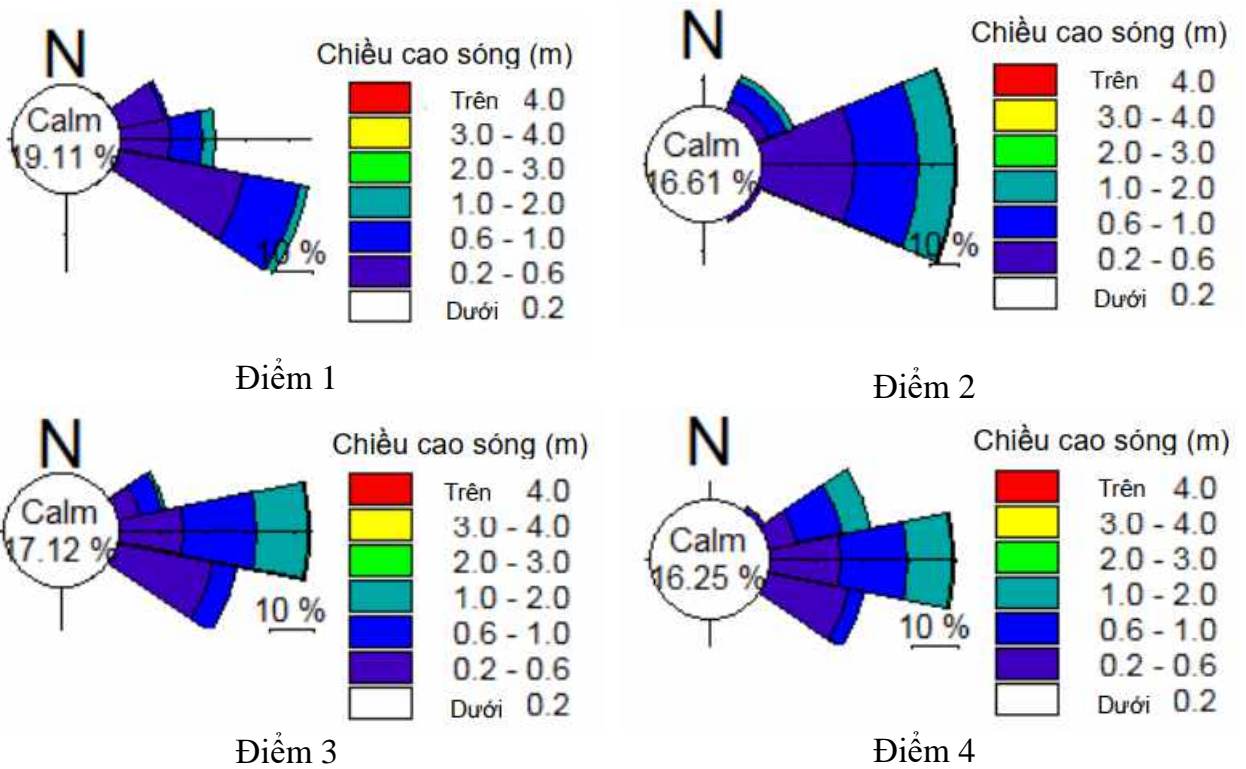 N
Calm
19.11 %
10 %
Chiều cao sóng (m)
Trên 4.0
3.0 - 4.0
2.0 - 3.0
1.0 - 2.0
0.6 - 1.0
0.2 - 0.6
Dưới 0.2
Điểm 1
N
Calm
16.61 %
10 %
Chiều cao sóng (m)
Trên 4.0
3.0 - 4.0
2.0 - 3.0
1.0 - 2.0
0.6 - 1.0
0.2 - 0.6
Dưới 0.2
Điểm 2
N
Calm
17.12 %
10 %
Chiều cao sóng (m)
Trên 4.0
3.0 - 4.0
2.0 - 3.0
1.0 - 2.0
0.6 - 1.0
0.2 - 0.6
Dưới 0.2
Điểm 3
N
Calm
16.25 %
10 %
Chiều cao sóng (m)
Trên 4.0
3.0 - 4.0
2.0 - 3.0
1.0 - 2.0
0.6 - 1.0
0.2 - 0.6
Dưới 0.2
Điểm 4